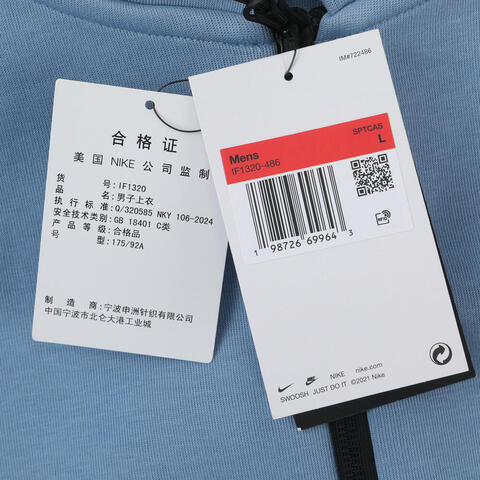 合格证
美国 NIKE 公司监制
货号:IF1320
品名:男子上衣
执行标准:Q/320585 NKY 106-2024
安全技术类别:GB 18401 C类
产品等级:合格品
型号:175/92A
制造商:宁波申洲针织有限公司
中国宁波市北仑大港工业城
IM#722486
SPTCAS
Mens
L
IF1320-486
RFID
1 98726 69964 3
NIKE nike.com
SWOOSH JUST DO IT ©2021 Nike